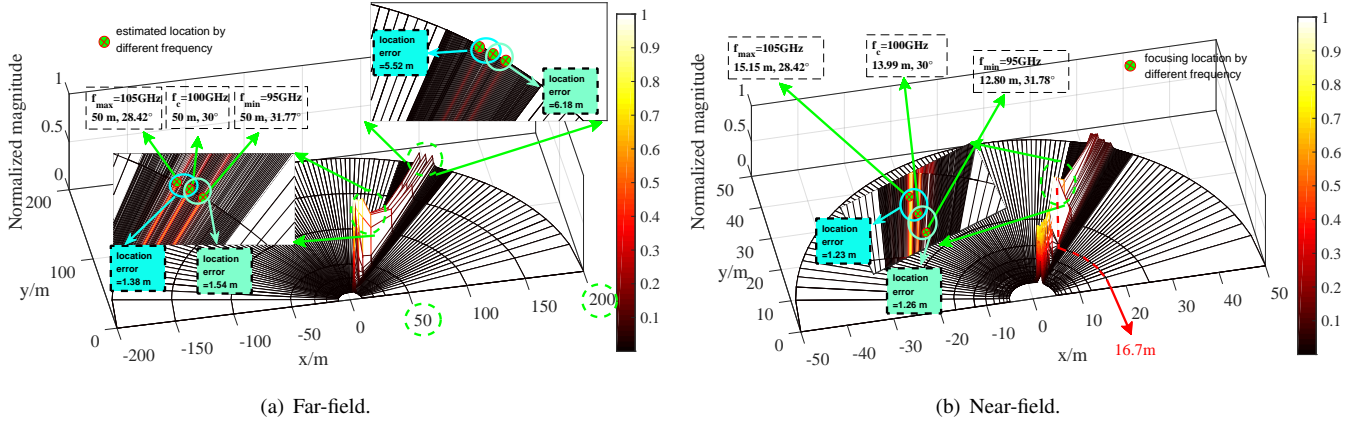 estimated location by
different frequency
f_max=105GHz
50 m, 28.42°
f_c=100GHz
50 m, 30°
f_min=95GHz
50 m, 31.77°
location
error
=5.52 m
location
error
=6.18 m
location
error
=1.38 m
location
error
=1.54 m
Normalized magnitude
1
0.5
0
200
100
0
y/m
-200
-150
-100
-50
0
50
100
150
200
x/m
1
0.9
0.8
0.7
0.6
0.5
0.4
0.3
0.2
0.1
(a) Far-field.
f_max=105GHz
15.15 m, 28.42°
f_c=100GHz
13.99 m, 30°
f_min=95GHz
12.80 m, 31.78°
focusing location by
different frequency
location
error
=1.23 m
location
error
=1.26 m
16.7m
Normalized magnitude
1
0.5
0
50
40
30
20
10
0
y/m
-50
-40
-30
-20
-10
0
10
20
30
40
50
x/m
1
0.9
0.8
0.7
0.6
0.5
0.4
0.3
0.2
0.1
(b) Near-field.